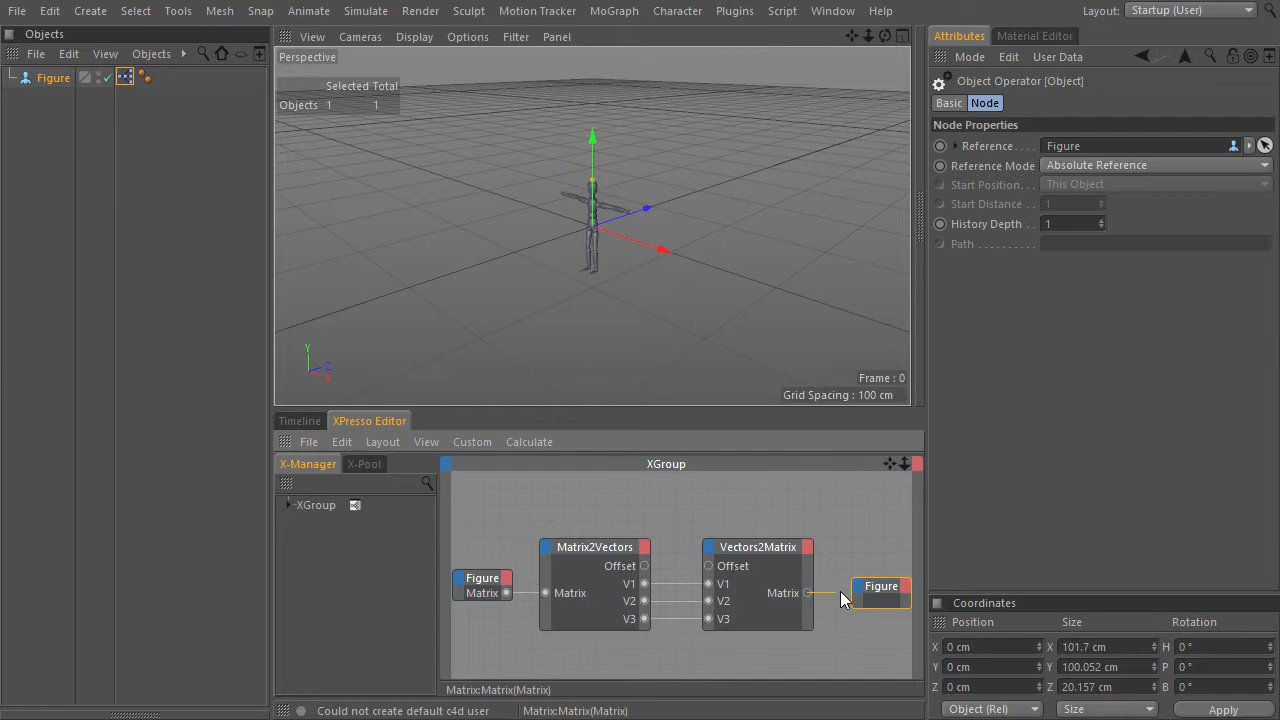 File Edit Create Select Tools Mesh Snap Animate Simulate Render Sculpt Motion Tracker MoGraph Character Plugins Script Window Help Layout: Startup (User)
Objects
File Edit View Objects
Figure
View Cameras Display Options Filter Panel
Perspective
Selected Total
Objects 1 1
Y
Z
X
Frame : 0
Grid Spacing : 100 cm
Timeline XPresso Editor
File Edit Layout View Custom Calculate
X-Manager X-Pool
XGroup
XGroup
Figure
Matrix
Matrix2Vectors
Offset
V1
Matrix
V2
V3
Vectors2Matrix
Offset
V1
V2
Matrix
V3
Figure
Matrix:Matrix(Matrix)
Could not create default c4d user Matrix:Matrix(Matrix)
Attributes Material Editor
Mode Edit User Data
Object Operator [Object]
Basic Node
Node Properties
Reference. . . . Figure
Reference Mode Absolute Reference
Start Position. . This Object
Start Distance . 1
History Depth . 1
Path . . . . . . . . .
Coordinates
Position Size Rotation
X 0 cm X 101.7 cm H 0 °
Y 0 cm Y 100.052 cm P 0 °
Z 0 cm Z 20.157 cm B 0 °
Object (Rel) Size Apply